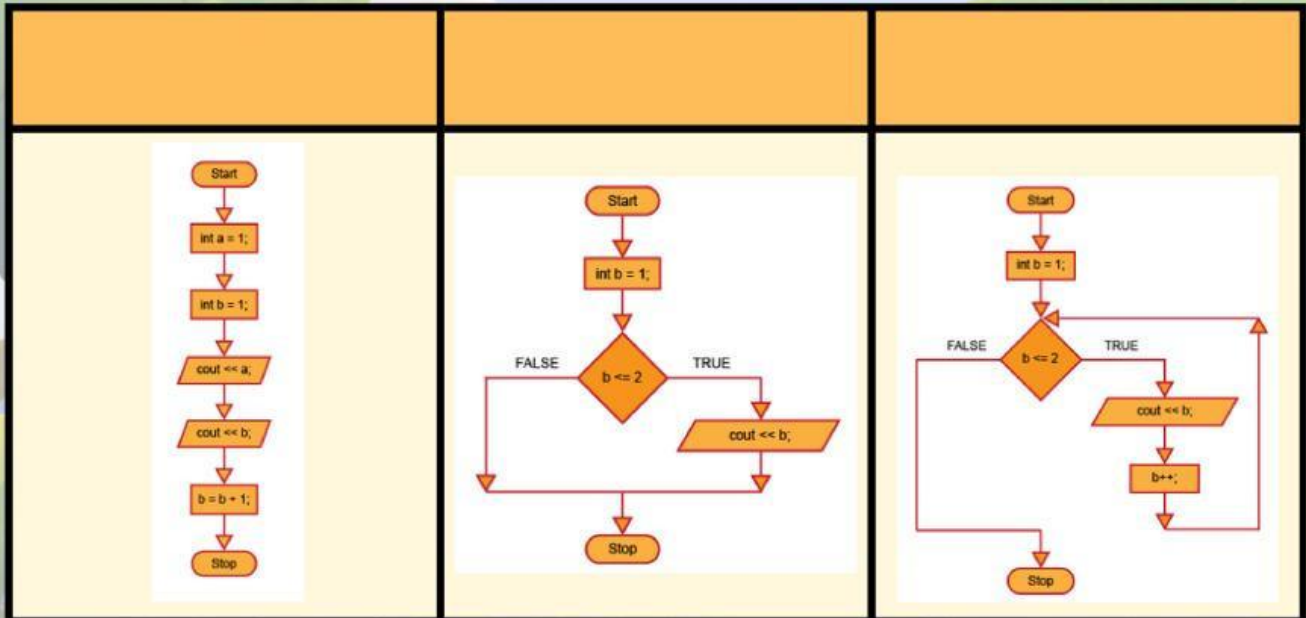 Start
int a = 1;
int b = 1;
cout << a;
cout << b;
b = b + 1;
Stop
Start
int b = 1;
FALSE
TRUE
b <= 2
cout << b;
Stop
Start
int b = 1;
FALSE
TRUE
b <= 2
cout << b;
b++;
Stop